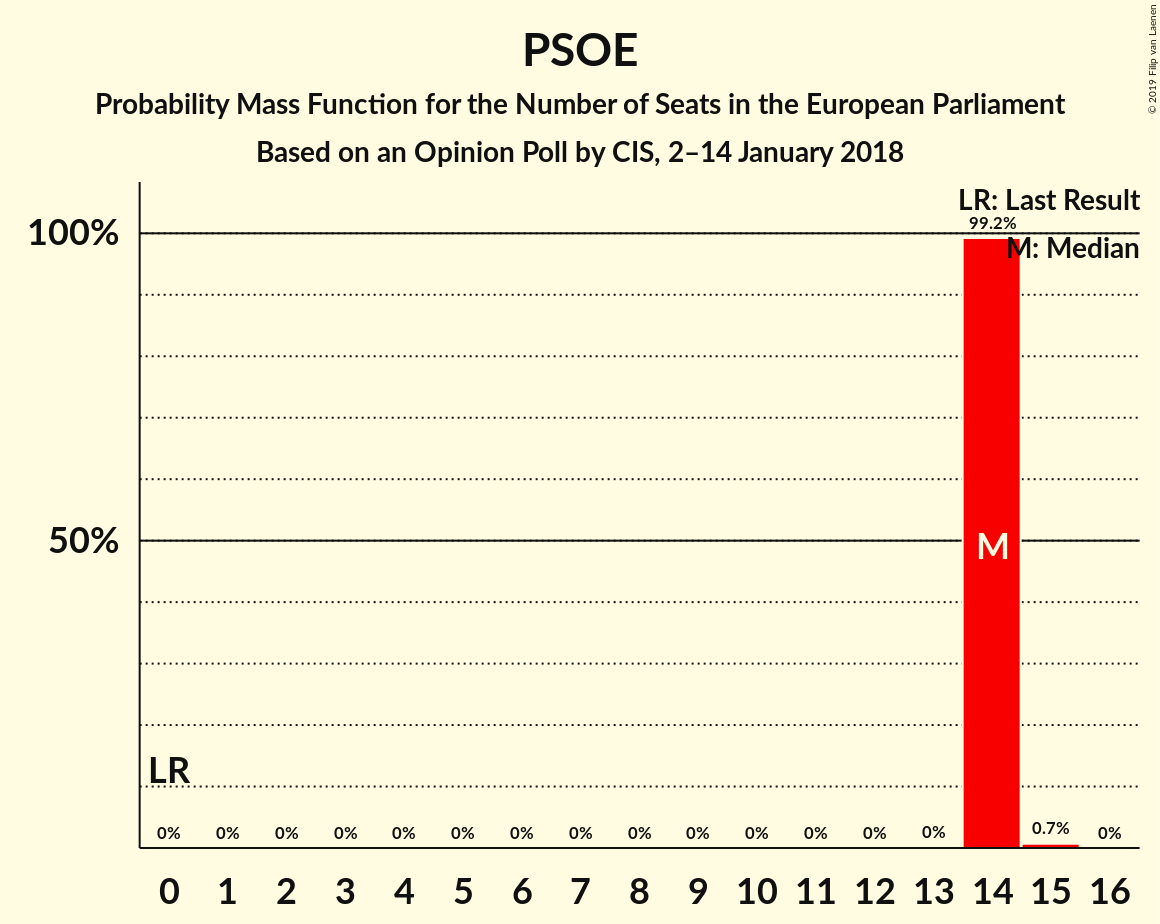 PSOE
Probability Mass Function for the Number of Seats in the European Parliament
Based on an Opinion Poll by CIS, 2–14 January 2018
© 2019 Filip van Laenen
LR: Last Result
99.2%
M: Median
100%
50%
M
LR
0% 0% 0% 0% 0% 0% 0% 0% 0% 0% 0% 0% 0% 0% 0.7% 0%
0 1 2 3 4 5 6 7 8 9 10 11 12 13 14 15 16